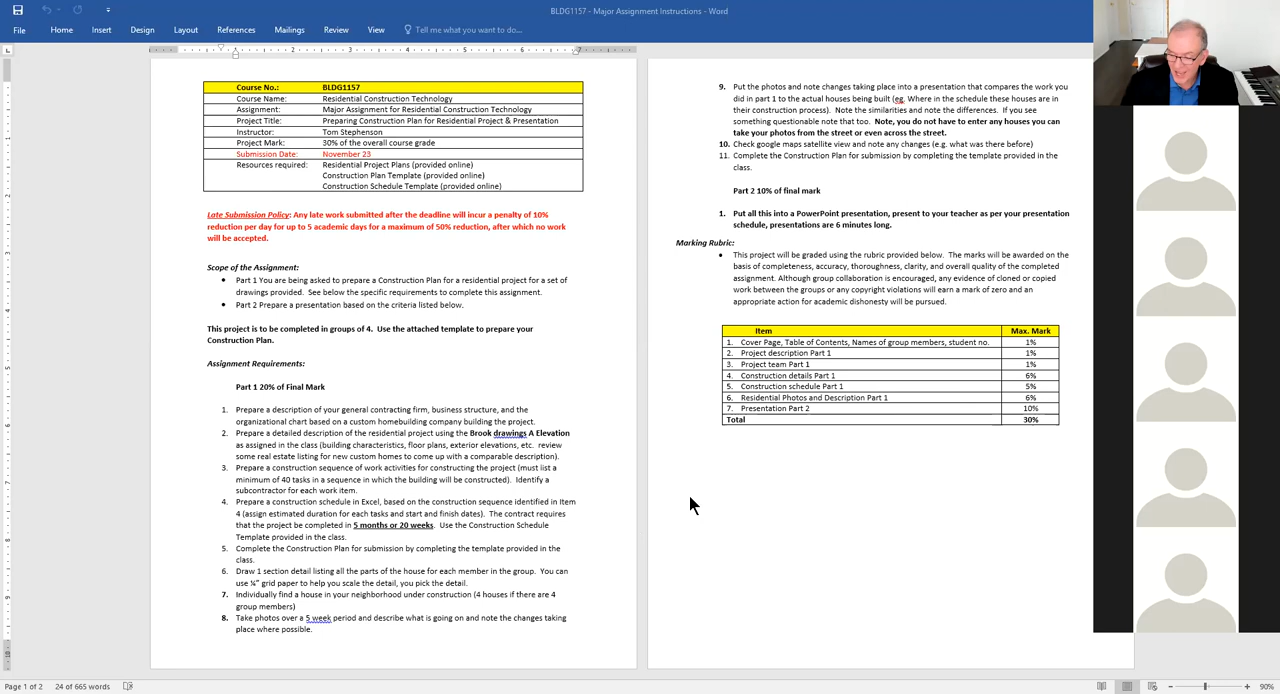 BLDG1157 - Major Assignment Instructions - Word
File Home Insert Design Layout References Mailings Review View Tell me what you want to do...
Course No.: BLDG1157
Course Name: Residential Construction Technology
Assignment: Major Assignment for Residential Construction Technology
Project Title: Preparing Construction Plan for Residential Project & Presentation
Instructor: Tom Stephenson
Project Mark: 30% of the overall course grade
Submission Date: November 23
Resources required: Residential Project Plans (provided online)
Construction Plan Template (provided online)
Construction Schedule Template (provided online)
Late Submission Policy: Any late work submitted after the deadline will incur a penalty of 10%
reduction per day for up to 5 academic days for a maximum of 50% reduction, after which no work
will be accepted.
Scope of the Assignment:
• Part 1 You are being asked to prepare a Construction Plan for a residential project for a set of
drawings provided. See below the specific requirements to complete this assignment.
• Part 2 Prepare a presentation based on the criteria listed below.
This project is to be completed in groups of 4. Use the attached template to prepare your
Construction Plan.
Assignment Requirements:
Part 1 20% of Final Mark
1. Prepare a description of your general contracting firm, business structure, and the
organizational chart based on a custom homebuilding company building the project.
2. Prepare a detailed description of the residential project using the Brook drawings A Elevation
as assigned in the class (building characteristics, floor plans, exterior elevations, etc. review
some real estate listing for new custom homes to come up with a comparable description).
3. Prepare a construction sequence of work activities for constructing the project (must list a
minimum of 40 tasks in a sequence in which the building will be constructed). Identify a
subcontractor for each work item.
4. Prepare a construction schedule in Excel, based on the construction sequence identified in Item
4 (assign estimated duration for each tasks and start and finish dates). The contract requires
that the project be completed in 5 months or 20 weeks. Use the Construction Schedule
Template provided in the class.
5. Complete the Construction Plan for submission by completing the template provided in the
class.
6. Draw 1 section detail listing all the parts of the house for each member in the group. You can
use ¼" grid paper to help you scale the detail, you pick the detail.
7. Individually find a house in your neighborhood under construction (4 houses if there are 4
group members)
8. Take photos over a 5 week period and describe what is going on and note the changes taking
place where possible.
9. Put the photos and note changes taking place into a presentation that compares the work you
did in part 1 to the actual houses being built (eg. Where in the schedule these houses are in
their construction process). Note the similarities and note the differences. If you see
something questionable note that too. Note, you do not have to enter any houses you can
take your photos from the street or even across the street.
10. Check google maps satellite view and note any changes (e.g. what was there before)
11. Complete the Construction Plan for submission by completing the template provided in the
class.
Part 2 10% of final mark
1. Put all this into a PowerPoint presentation, present to your teacher as per your presentation
schedule, presentations are 6 minutes long.
Marking Rubric:
• This project will be graded using the rubric provided below. The marks will be awarded on the
basis of completeness, accuracy, thoroughness, clarity, and overall quality of the completed
assignment. Although group collaboration is encouraged, any evidence of cloned or copied
work between the groups or any copyright violations will earn a mark of zero and an
appropriate action for academic dishonesty will be pursued.
Item Max. Mark
1. Cover Page, Table of Contents, Names of group members, student no. 1%
2. Project description Part 1 1%
3. Project team Part 1 1%
4. Construction details Part 1 6%
5. Construction schedule Part 1 5%
6. Residential Photos and Description Part 1 6%
7. Presentation Part 2 10%
Total 30%
Page 1 of 2 24 of 665 words 90%